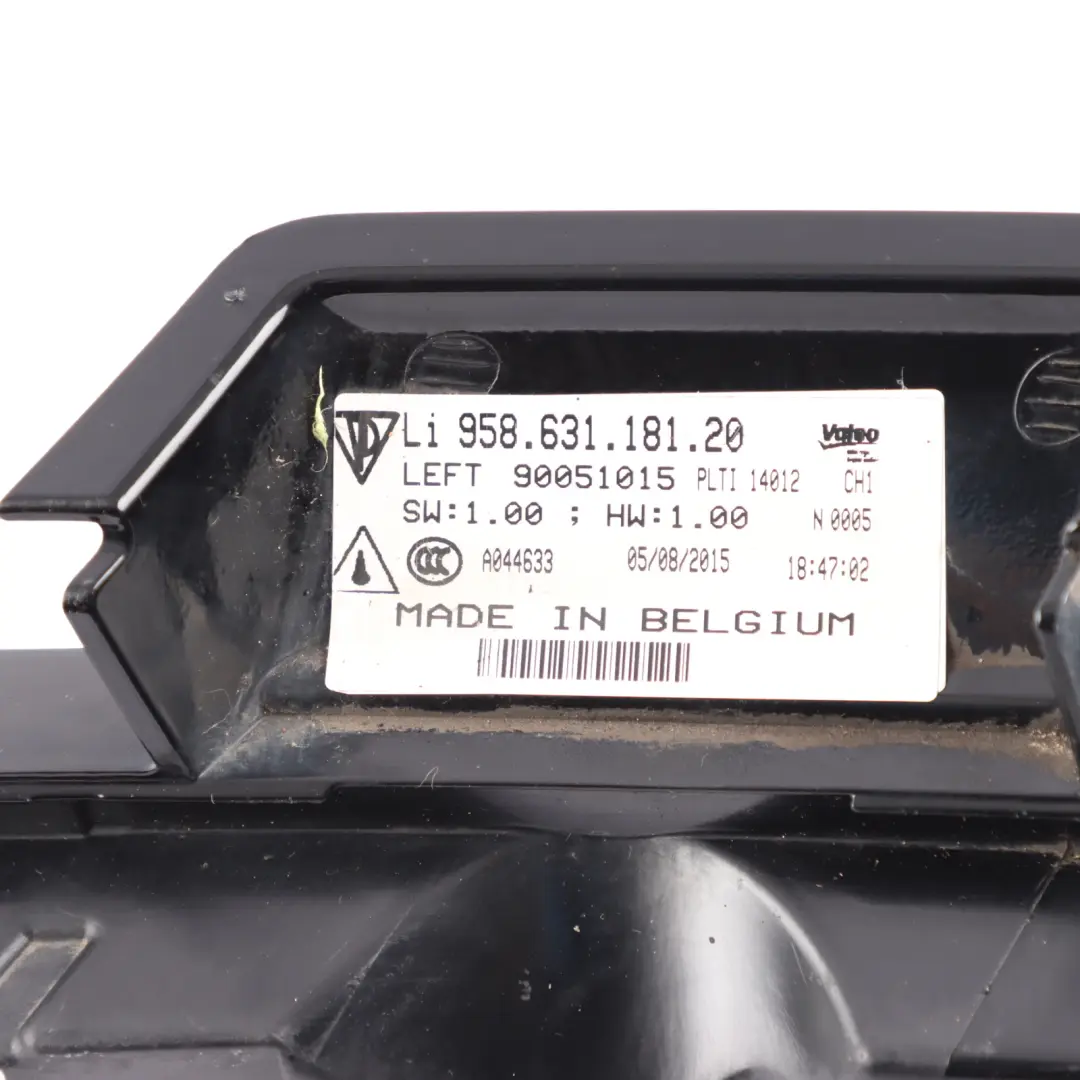 Li 958.631.181.20 Valeo
LEFT 90051015 PLTI 14012 CH1
SW:1.00 ; HW:1.00 N 0005
CCC A044633 05/08/2015 18:47:02
MADE IN BELGIUM